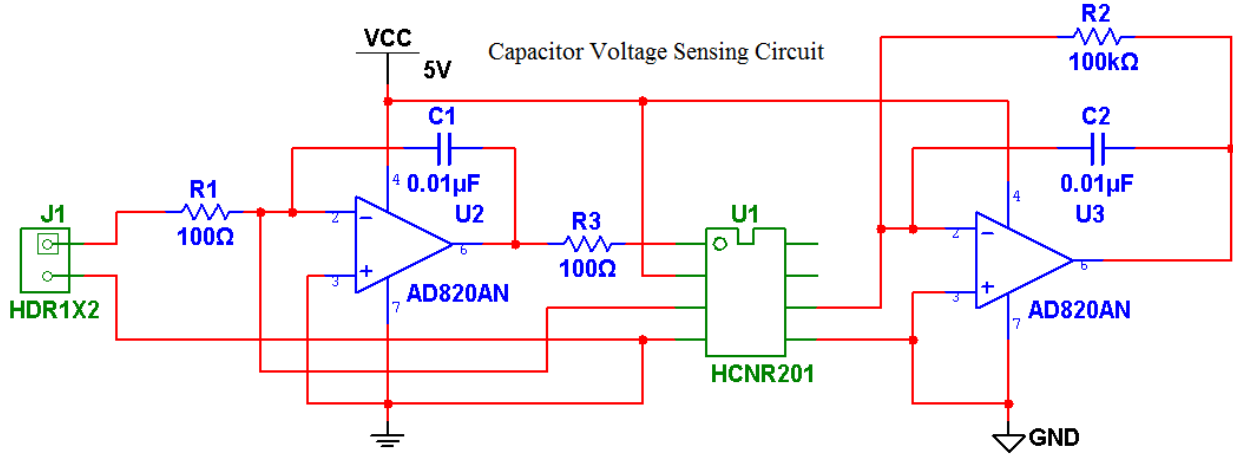 Capacitor Voltage Sensing Circuit
VCC
5V
R2
100kΩ
C1
0.01µF
C2
0.01µF
4
4
J1
HDR1X2
R1
100Ω
U2
2
3
6
7
AD820AN
R3
100Ω
U1
HCNR201
U3
2
3
6
7
AD820AN
GND